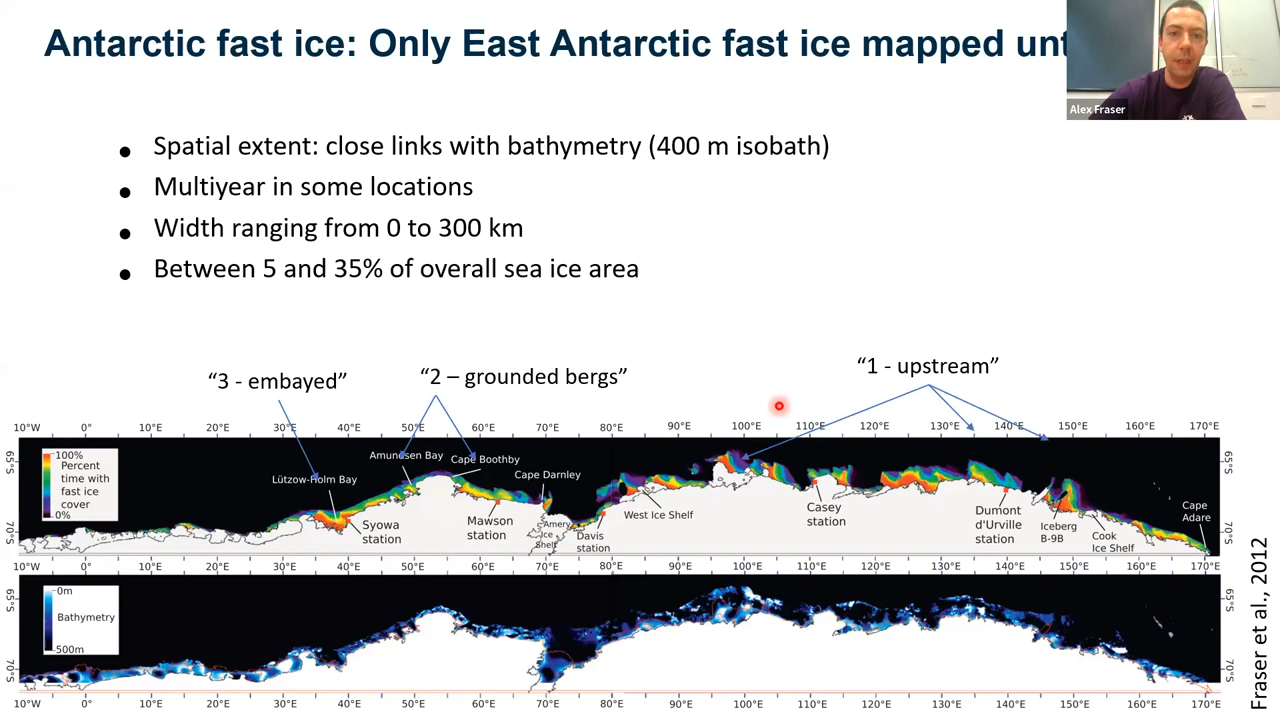 Antarctic fast ice: Only East Antarctic fast ice mapped unt
Alex Fraser
• Spatial extent: close links with bathymetry (400 m isobath)
• Multiyear in some locations
• Width ranging from 0 to 300 km
• Between 5 and 35% of overall sea ice area
“3 - embayed”
“2 – grounded bergs”
“1 - upstream”
10°W 0° 10°E 20°E 30°E 40°E 50°E 60°E 70°E 80°E 90°E 100°E 110°E 120°E 130°E 140°E 150°E 160°E 170°E
65°S
70°S
100%
Percent
time with
fast ice
cover
0%
Lützow-Holm Bay
Syowa
station
Amundsen Bay
Cape Boothby
Mawson
station
Cape Darnley
Amery
Ice
Shelf
Davis
station
West Ice Shelf
Casey
station
Dumont
d'Urville
station
Iceberg
B-9B
Cook
Ice Shelf
Cape
Adare
65°S
70°S
10°W 0° 10°E 20°E 30°E 40°E 50°E 60°E 70°E 80°E 90°E 100°E 110°E 120°E 130°E 140°E 150°E 160°E 170°E
65°S
70°S
0m
Bathymetry
500m
65°S
70°S
10°W 0° 10°E 20°E 30°E 40°E 50°E 60°E 70°E 80°E 90°E 100°E 110°E 120°E 130°E 140°E 150°E 160°E 170°E
Fraser et al., 2012